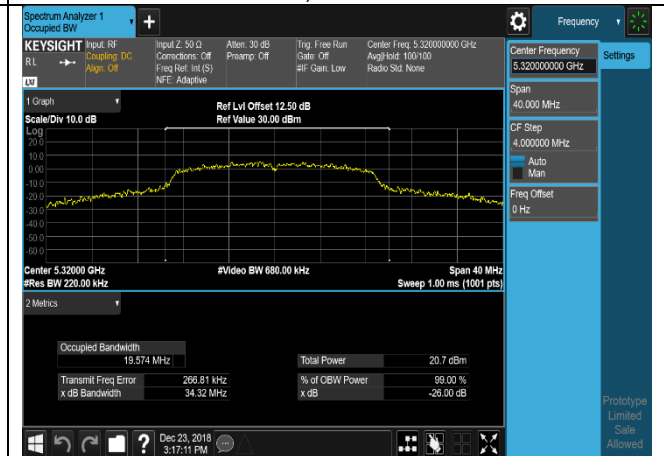 Spectrum Analyzer 1
Occupied BW
+
Frequency
KEYSIGHT
RL
LXI
Input: RF
Coupling: DC
Align: Off
Input Z: 50 Ω
Corrections: Off
Freq Ref: Int (S)
NFE: Adaptive
Atten: 30 dB
Preamp: Off
Trig: Free Run
Gate: Off
#IF Gain: Low
Center Freq: 5.320000000 GHz
Avg|Hold: 100/100
Radio Std: None
Center Frequency
5.320000000 GHz
Settings
Span
40.000 MHz
CF Step
4.000000 MHz
Auto
Man
Freq Offset
0 Hz
1 Graph
Scale/Div 10.0 dB
Ref Lvl Offset 12.50 dB
Ref Value 30.00 dBm
Log
20.0
10.0
0.00
-10.0
-20.0
-30.0
-40.0
-50.0
-60.0
Center 5.32000 GHz
#Video BW 680.00 kHz
Span 40 MHz
#Res BW 220.00 kHz
Sweep 1.00 ms (1001 pts)
2 Metrics
Occupied Bandwidth
19.574 MHz
Total Power 20.7 dBm
Transmit Freq Error 266.81 kHz
% of OBW Power 99.00 %
x dB Bandwidth 34.32 MHz
x dB -26.00 dB
Prototype
Limited
Sale
Allowed
?
Dec 23, 2018
3:17:11 PM